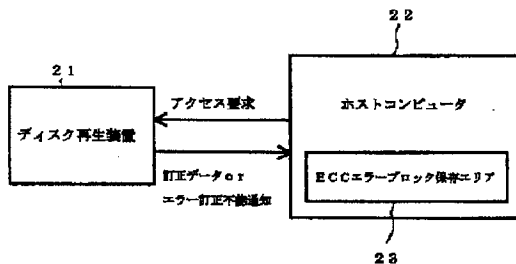 21
22
ディスク再生装置
アクセス要求
ホストコンピュータ
訂正データor
エラー訂正不能通知
ECCエラーブロック保存エリア
23